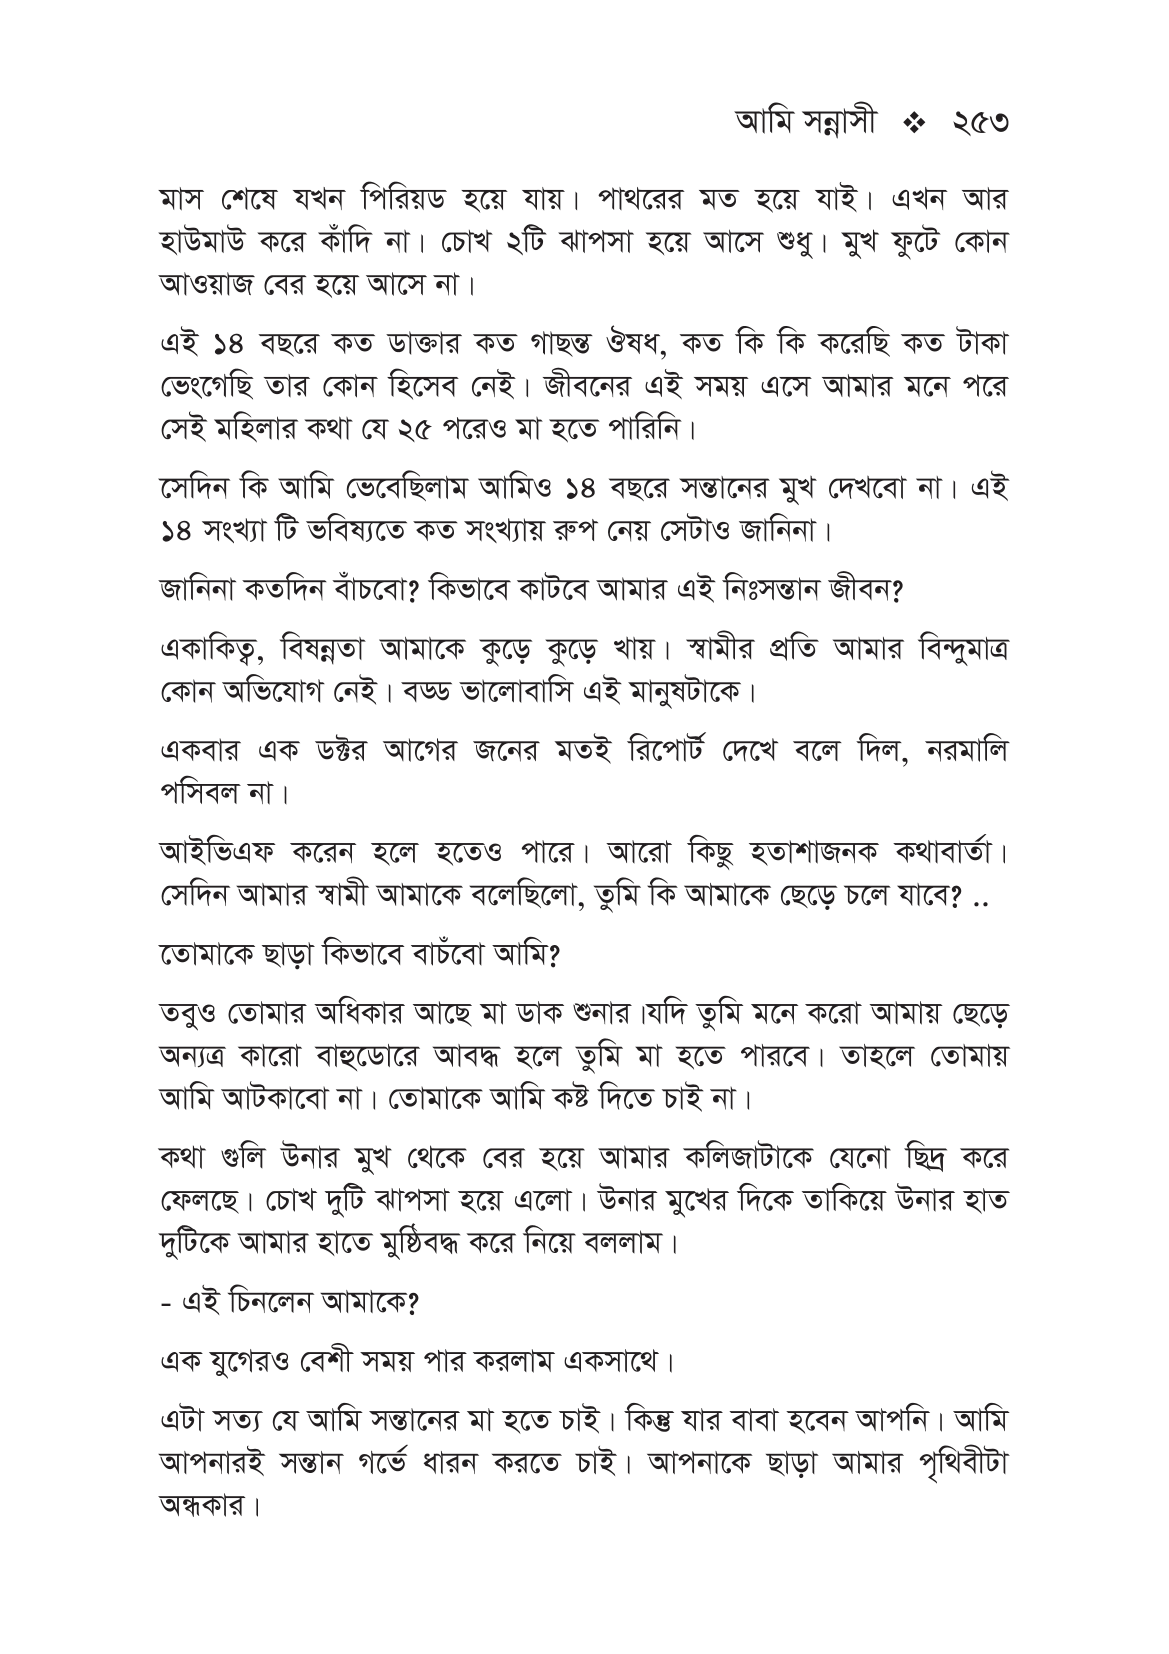 আমি সন্নাসী ❖ ২৫৩
মাস শেষে যখন পিরিয়ড হয়ে যায়। পাথরের মত হয়ে যাই। এখন আর
হাউমাউ করে কাঁদি না। চোখ ২টি ঝাপসা হয়ে আসে শুধু। মুখ ফুটে কোন
আওয়াজ বের হয়ে আসে না।
এই ১৪ বছরে কত ডাক্তার কত গাছন্ত ঔষধ, কত কি কি করেছি কত টাকা
ভেংগেছি তার কোন হিসেব নেই। জীবনের এই সময় এসে আমার মনে পরে
সেই মহিলার কথা যে ২৫ পরেও মা হতে পারিনি।
সেদিন কি আমি ভেবেছিলাম আমিও ১৪ বছরে সন্তানের মুখ দেখবো না। এই
১৪ সংখ্যা টি ভবিষ্যতে কত সংখ্যায় রুপ নেয় সেটাও জানিনা।
জানিনা কতদিন বাঁচবো? কিভাবে কাটবে আমার এই নিঃসন্তান জীবন?
একাকিত্ব, বিষন্নতা আমাকে কুড়ে কুড়ে খায়। স্বামীর প্রতি আমার বিন্দুমাত্র
কোন অভিযোগ নেই। বড্ড ভালোবাসি এই মানুষটাকে।
একবার এক ডক্টর আগের জনের মতই রিপোর্ট দেখে বলে দিল, নরমালি
পসিবল না।
আইভিএফ করেন হলে হতেও পারে। আরো কিছু হতাশাজনক কথাবার্তা।
সেদিন আমার স্বামী আমাকে বলেছিলো, তুমি কি আমাকে ছেড়ে চলে যাবে? ..
তোমাকে ছাড়া কিভাবে বাচঁবো আমি?
তবুও তোমার অধিকার আছে মা ডাক শুনার।যদি তুমি মনে করো আমায় ছেড়ে
অন্যত্র কারো বাহুডোরে আবদ্ধ হলে তুমি মা হতে পারবে। তাহলে তোমায়
আমি আটকাবো না। তোমাকে আমি কষ্ট দিতে চাই না।
কথা গুলি উনার মুখ থেকে বের হয়ে আমার কলিজাটাকে যেনো ছিদ্র করে
ফেলছে। চোখ দুটি ঝাপসা হয়ে এলো। উনার মুখের দিকে তাকিয়ে উনার হাত
দুটিকে আমার হাতে মুষ্ঠিবদ্ধ করে নিয়ে বললাম।
- এই চিনলেন আমাকে?
এক যুগেরও বেশী সময় পার করলাম একসাথে।
এটা সত্য যে আমি সন্তানের মা হতে চাই। কিন্তু যার বাবা হবেন আপনি। আমি
আপনারই সন্তান গর্ভে ধারন করতে চাই। আপনাকে ছাড়া আমার পৃথিবীটা
অন্ধকার।